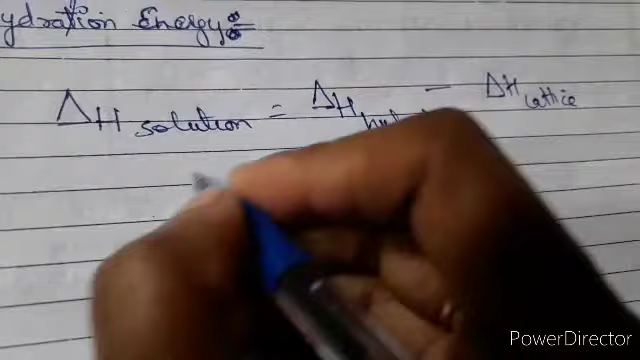 ydration Energy:
ΔH solution = ΔH - ΔH lattice
PowerDirector